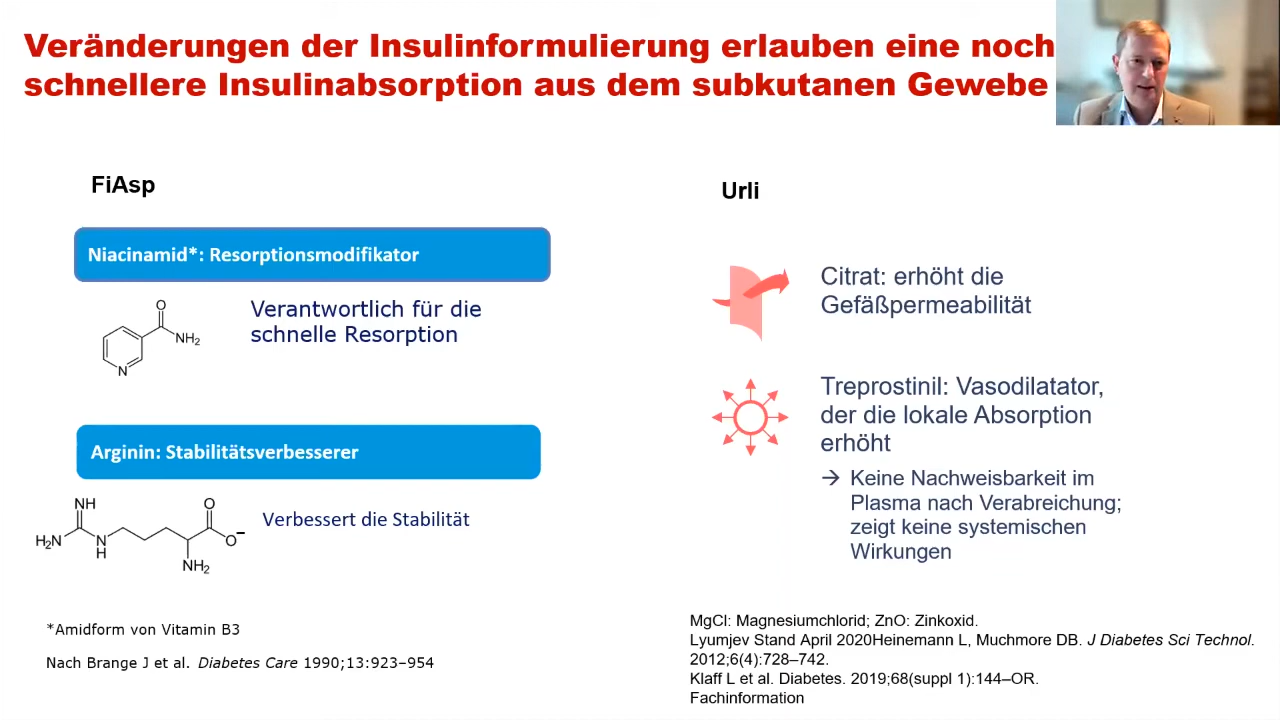 Veränderungen der Insulinformulierung erlauben eine noch
schnellere Insulinabsorption aus dem subkutanen Gewebe
FiAsp
Niacinamid*: Resorptionsmodifikator
O
NH2
N
Verantwortlich für die
schnelle Resorption
Arginin: Stabilitätsverbesserer
NH
O
H2N
N
H
O−
NH2
Verbessert die Stabilität
*Amidform von Vitamin B3
Nach Brange J et al. Diabetes Care 1990;13:923–954
Urli
Citrat: erhöht die
Gefäßpermeabilität
Treprostinil: Vasodilatator,
der die lokale Absorption
erhöht
→ Keine Nachweisbarkeit im
Plasma nach Verabreichung;
zeigt keine systemischen
Wirkungen
MgCl: Magnesiumchlorid; ZnO: Zinkoxid.
Lyumjev Stand April 2020Heinemann L, Muchmore DB. J Diabetes Sci Technol.
2012;6(4):728–742.
Klaff L et al. Diabetes. 2019;68(suppl 1):144–OR.
Fachinformation